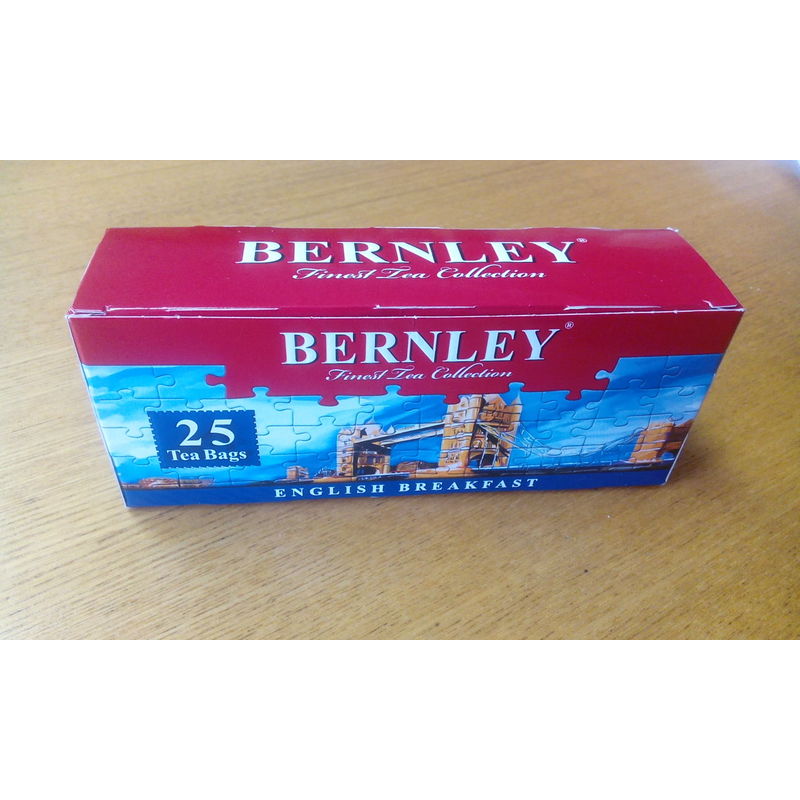 BERNLEY®
Finest Tea Collection
BERNLEY®
Finest Tea Collection
25
Tea Bags
ENGLISH BREAKFAST